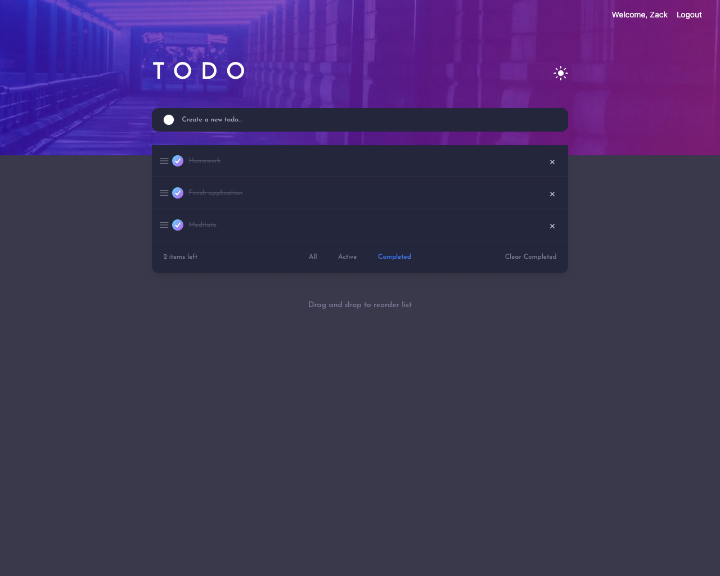 Welcome, Zack Logout
TODO
Create a new todo..
Homework
Finish application
Meditate
2 items left All Active Completed Clear Completed
Drag and drop to reorder list